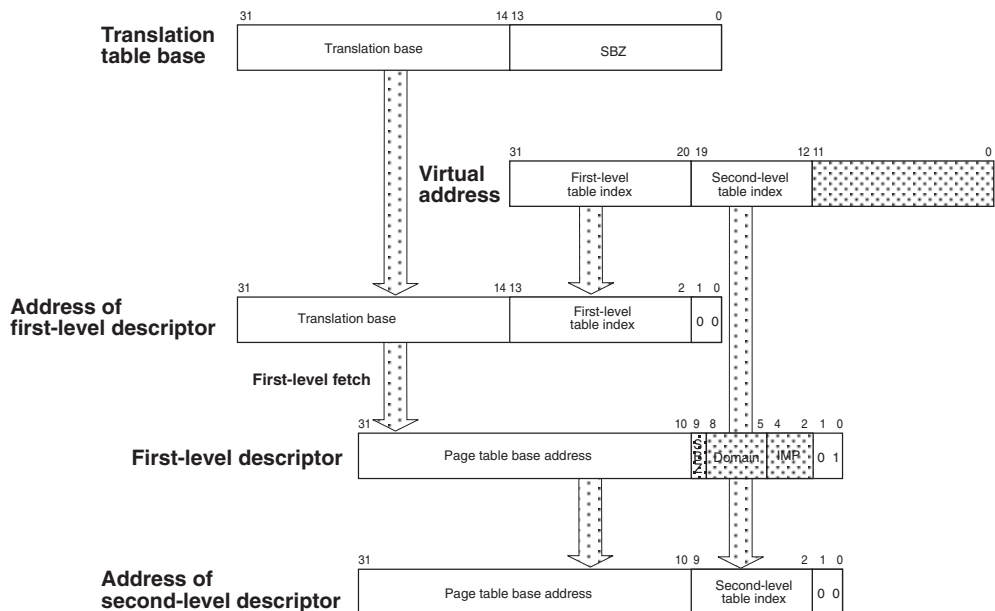 31 14 13 0
Translation
table base
Translation base SBZ
31 20 19 12 11 0
Virtual
address
First-level
table index
Second-level
table index
31 14 13 2 1 0
Address of
first-level descriptor
Translation base
First-level
table index
0 0
First-level fetch
31 10 9 8 5 4 2 1 0
First-level descriptor
Page table base address
SBZ
Domain
IMP
0 1
31 10 9 2 1 0
Address of
second-level descriptor
Page table base address
Second-level
table index
0 0